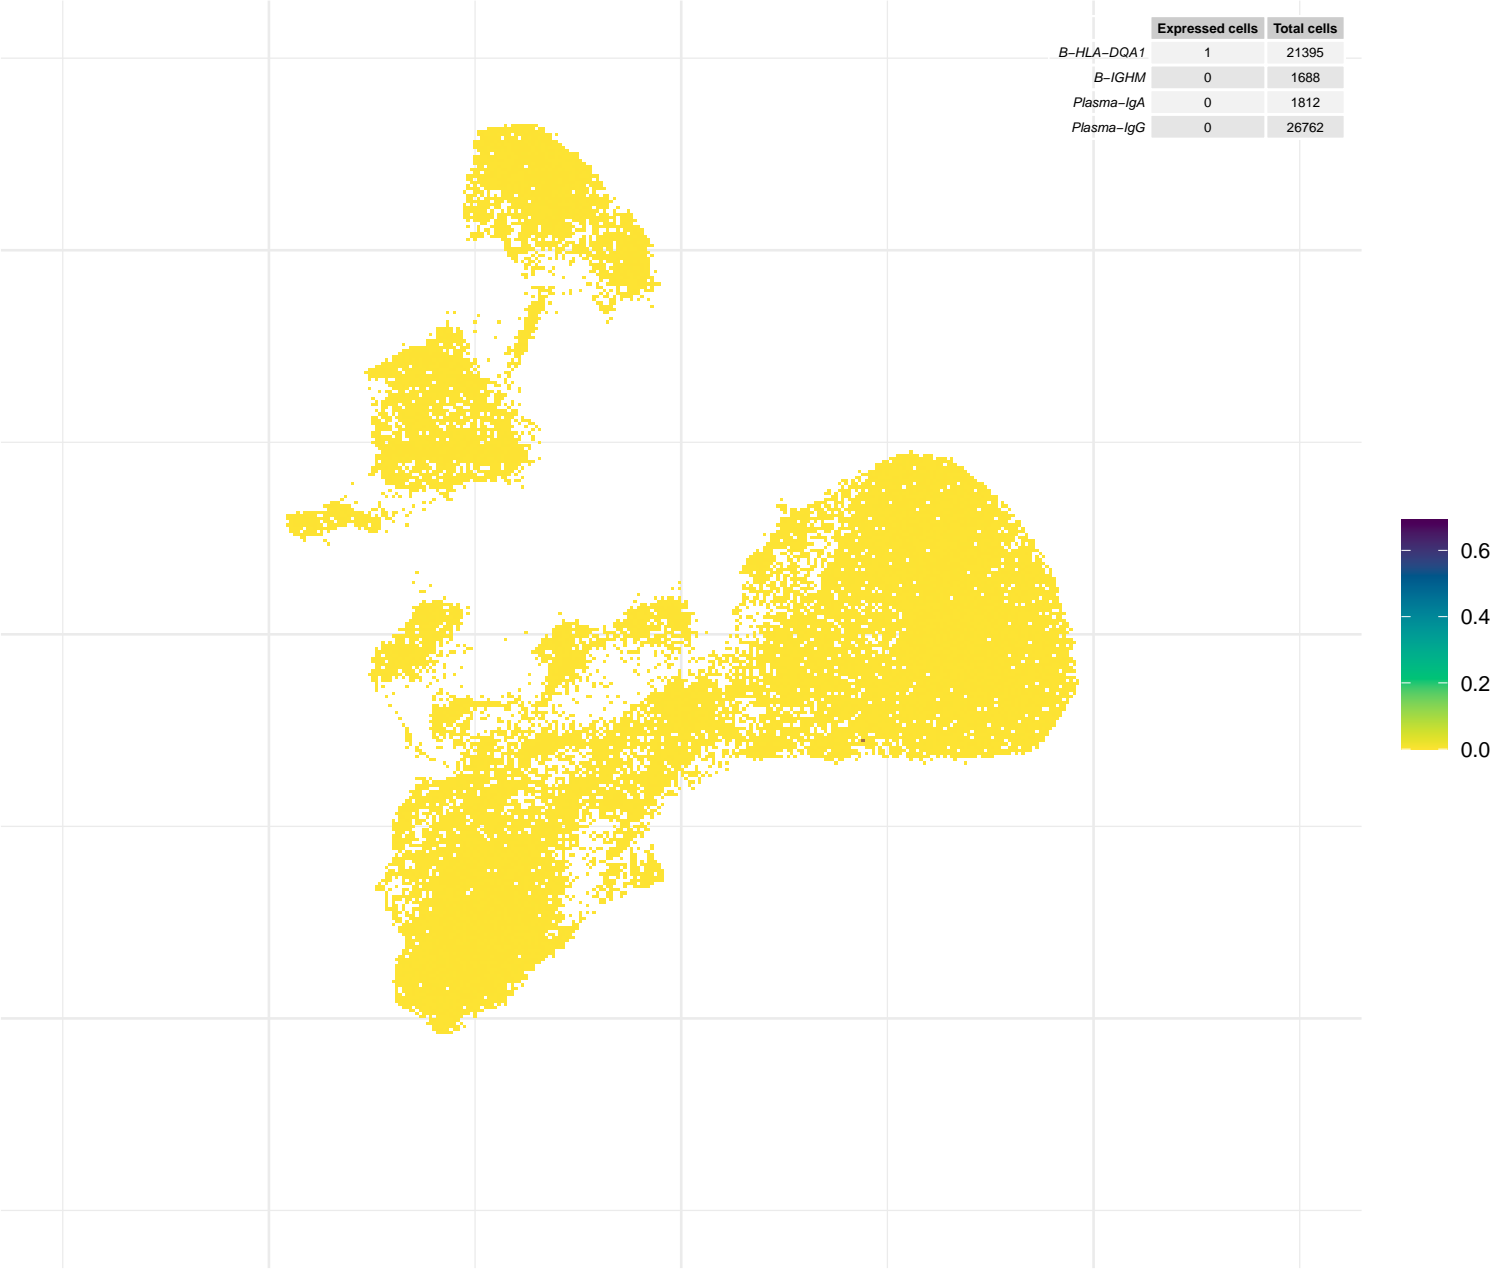 Expressed cells Total cells
B−HLA−DQA1 1 21395
B−IGHM 0 1688
Plasma−IgA 0 1812
Plasma−IgG 0 26762
0.6
0.4
0.2
0.0